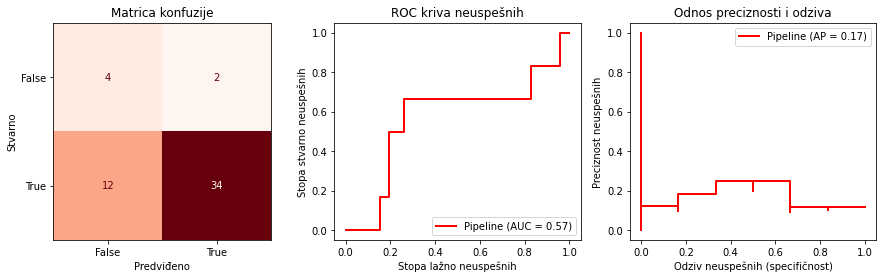 Matrica konfuzije
Stvarno
False
True
4
2
12
34
False
True
Predviđeno
ROC kriva neuspešnih
Stopa stvarno neuspešnih
1.0
0.8
0.6
0.4
0.2
0.0
Pipeline (AUC = 0.57)
0.0
0.2
0.4
0.6
0.8
1.0
Stopa lažno neuspešnih
Odnos preciznosti i odziva
Preciznost neuspešnih
1.0
0.8
0.6
0.4
0.2
0.0
Pipeline (AP = 0.17)
0.0
0.2
0.4
0.6
0.8
1.0
Odziv neuspešnih (specifičnost)